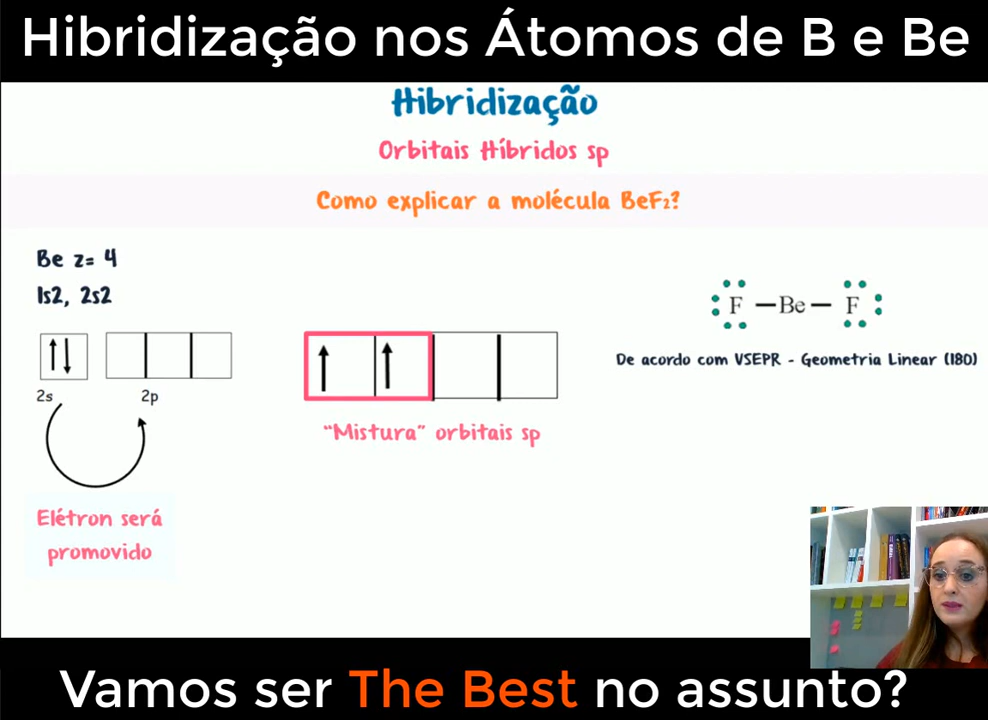 Hibridização nos Átomos de B e Be
Hibridização
Orbitais Híbridos sp
Como explicar a molécula BeF₂?
Be z= 4
1s2, 2s2
F — Be — F
De acordo com VSEPR - Geometria Linear (180)
2s 2p
"Mistura" orbitais sp
Elétron será
promovido
Vamos ser The Best no assunto?